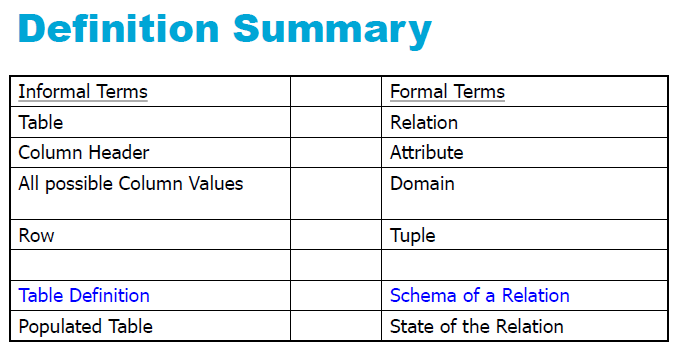 Definition Summary
Informal Terms Formal Terms
Table Relation
Column Header Attribute
All possible Column Values Domain
Row Tuple
Table Definition Schema of a Relation
Populated Table State of the Relation